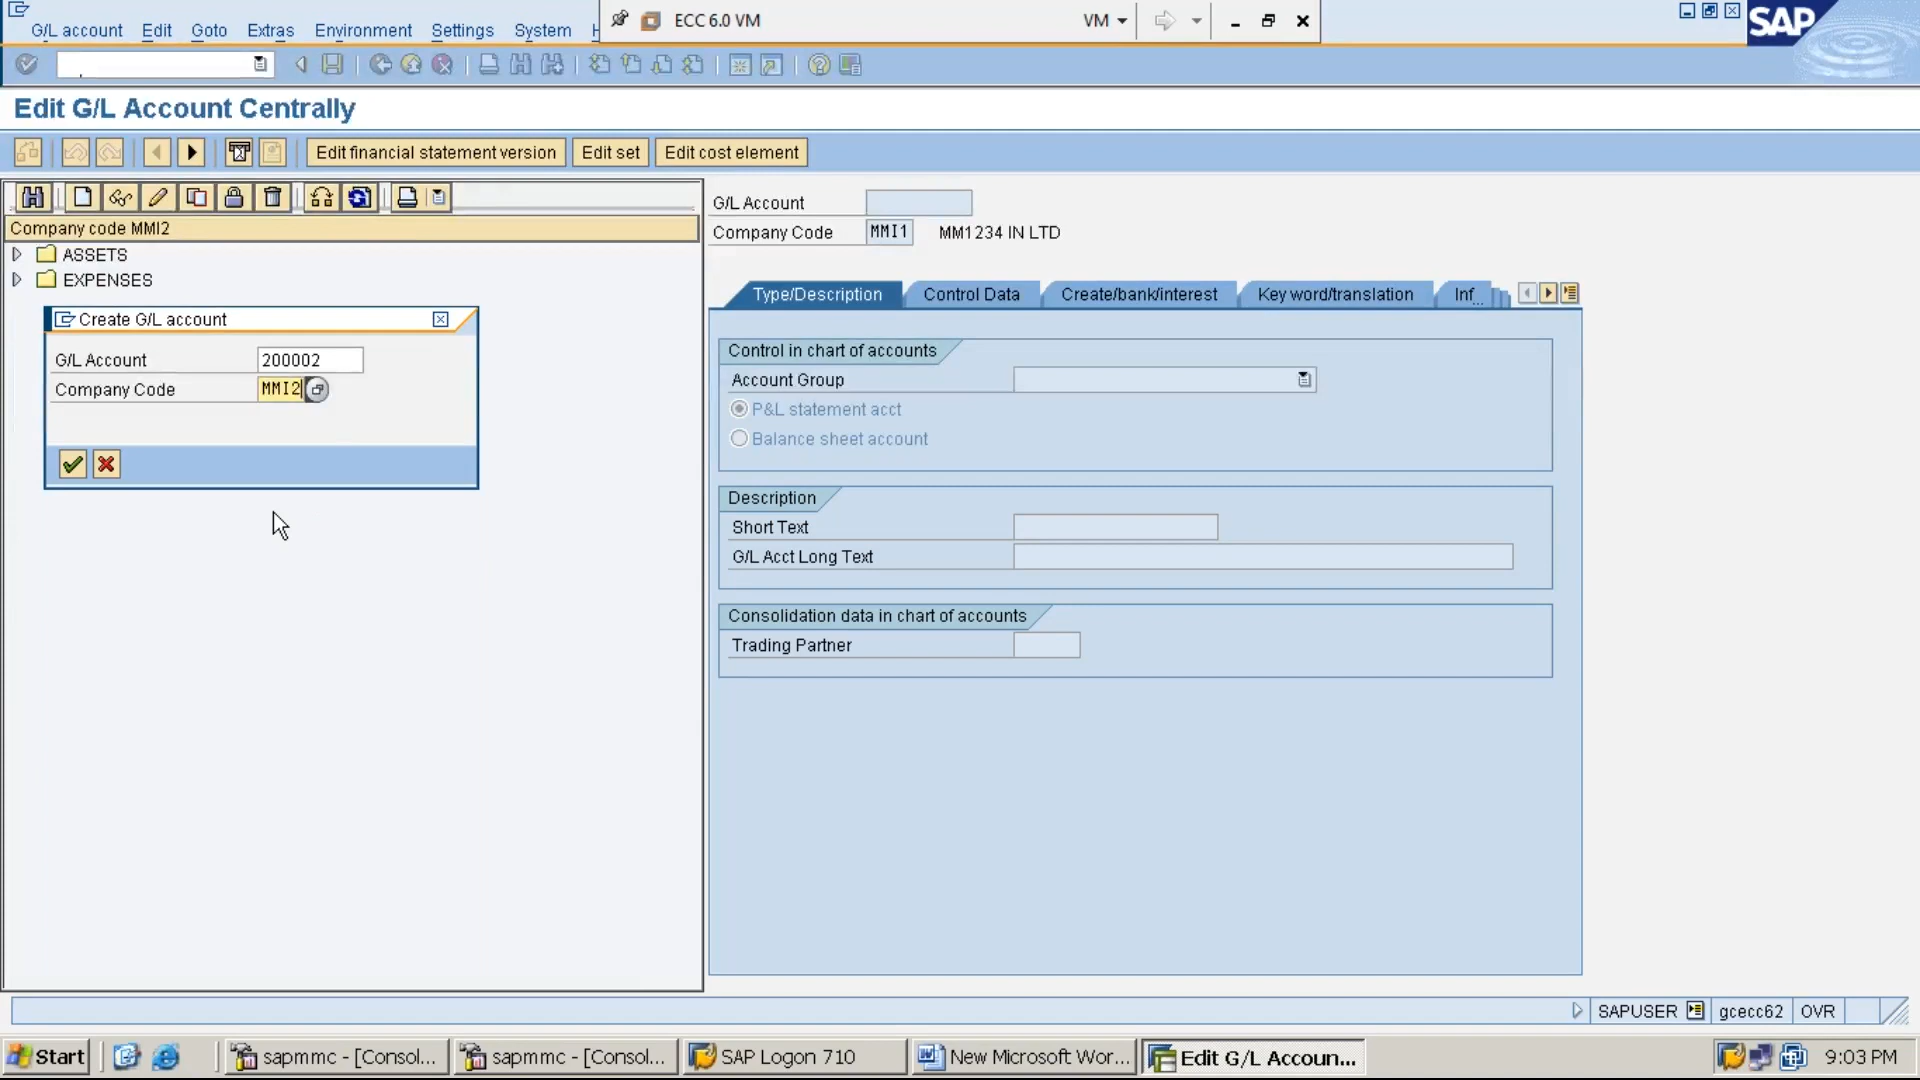 ECC 6.0 VM
VM
SAP
G/L account Edit Goto Extras Environment Settings System H
Edit G/L Account Centrally
Edit financial statement version Edit set Edit cost element
Company code MMI2
ASSETS
EXPENSES
Create G/L account
G/L Account 200002
Company Code MMI2
G/L Account
Company Code MMI1 MM1234 IN LTD
Type/Description Control Data Create/bank/interest Key word/translation Inf...
Control in chart of accounts
Account Group
P&L statement acct
Balance sheet account
Description
Short Text
G/L Acct Long Text
Consolidation data in chart of accounts
Trading Partner
SAPUSER gcecc62 OVR
Start sapmmc - [Consol... sapmmc - [Consol... SAP Logon 710 New Microsoft Wor... Edit G/L Accoun... 9:03 PM